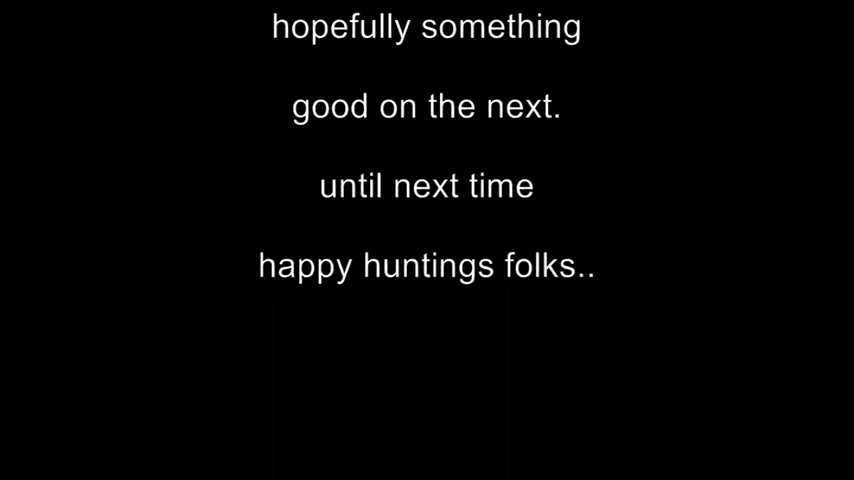 hopefully something
good on the next.
until next time
happy huntings folks..